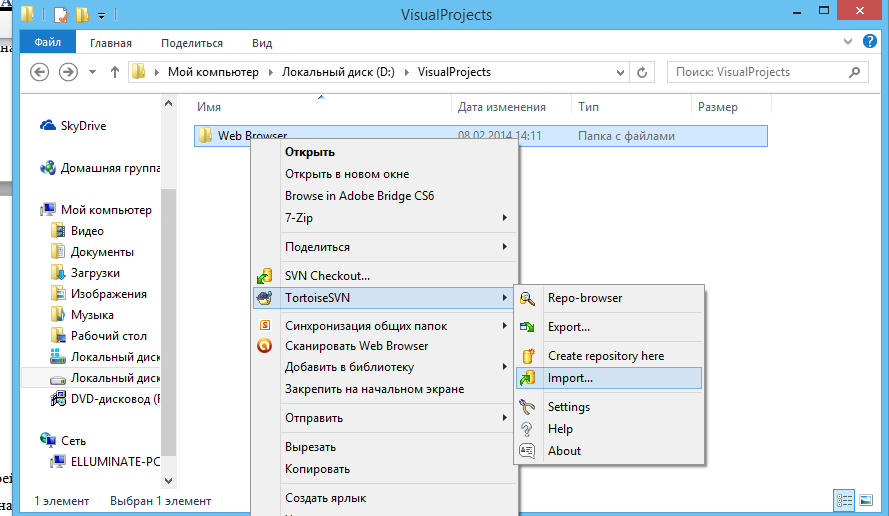 VisualProjects
Файл Главная Поделиться Вид
Мой компьютер Локальный диск (D:) VisualProjects Поиск: VisualProjects
Имя Дата изменения Тип Размер
Web Browser 08.02.2014 14:11 Папка с файлами
SkyDrive
Домашняя группа
Мой компьютер
Видео
Документы
Загрузки
Изображения
Музыка
Рабочий стол
Локальный диск
Локальный диск
DVD-дисковод (F
Сеть
ELLUMINATE-PC
Открыть
Открыть в новом окне
Browse in Adobe Bridge CS6
7-Zip
Поделиться
SVN Checkout...
TortoiseSVN
Синхронизация общих папок
Сканировать Web Browser
Добавить в библиотеку
Закрепить на начальном экране
Отправить
Вырезать
Копировать
Создать ярлык
Repo-browser
Export...
Create repository here
Import...
Settings
Help
About
1 элемент Выбран 1 элемент